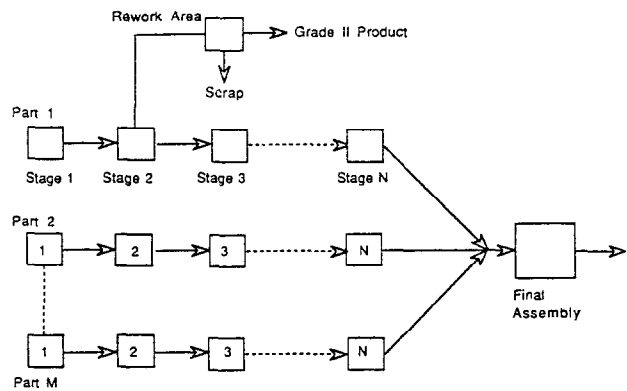 Rework Area
Grade II Product
Scrap
Part 1
Stage 1
Stage 2
Stage 3
Stage N
Part 2
1
2
3
N
Final
Assembly
1
2
3
N
Part M